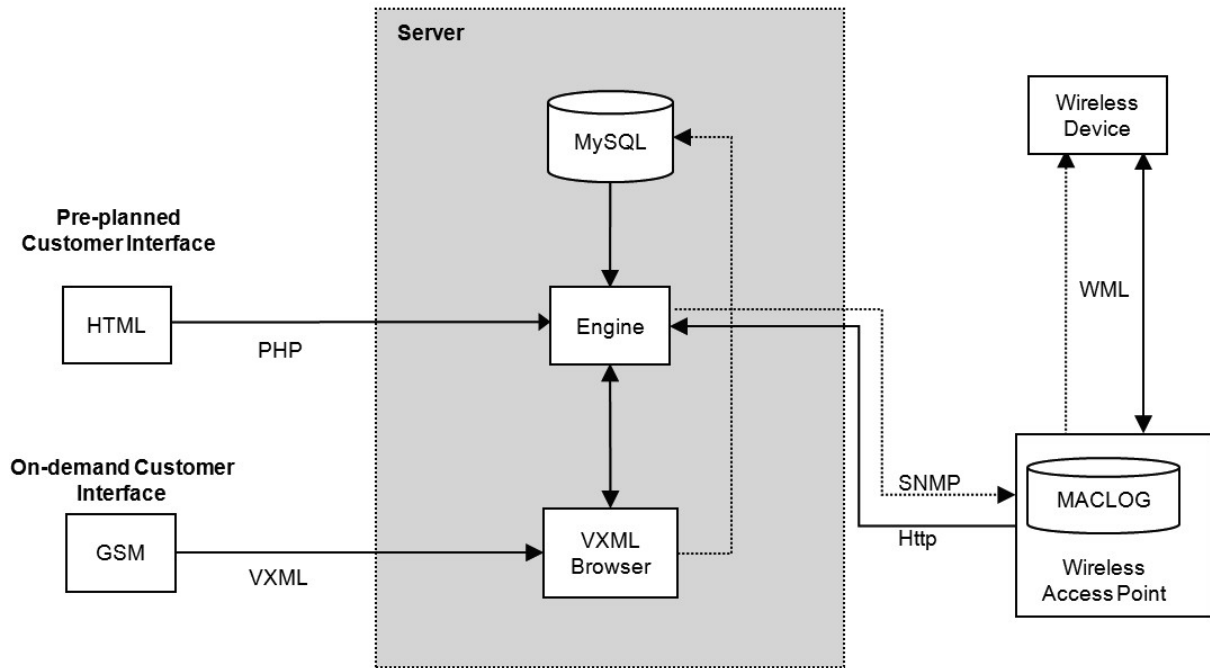 Server
MySQL
Wireless
Device
Pre-planned
Customer Interface
HTML
PHP
Engine
WML
On-demand Customer
Interface
GSM
VXML
VXML
Browser
SNMP
Http
MACLOG
Wireless
Access Point